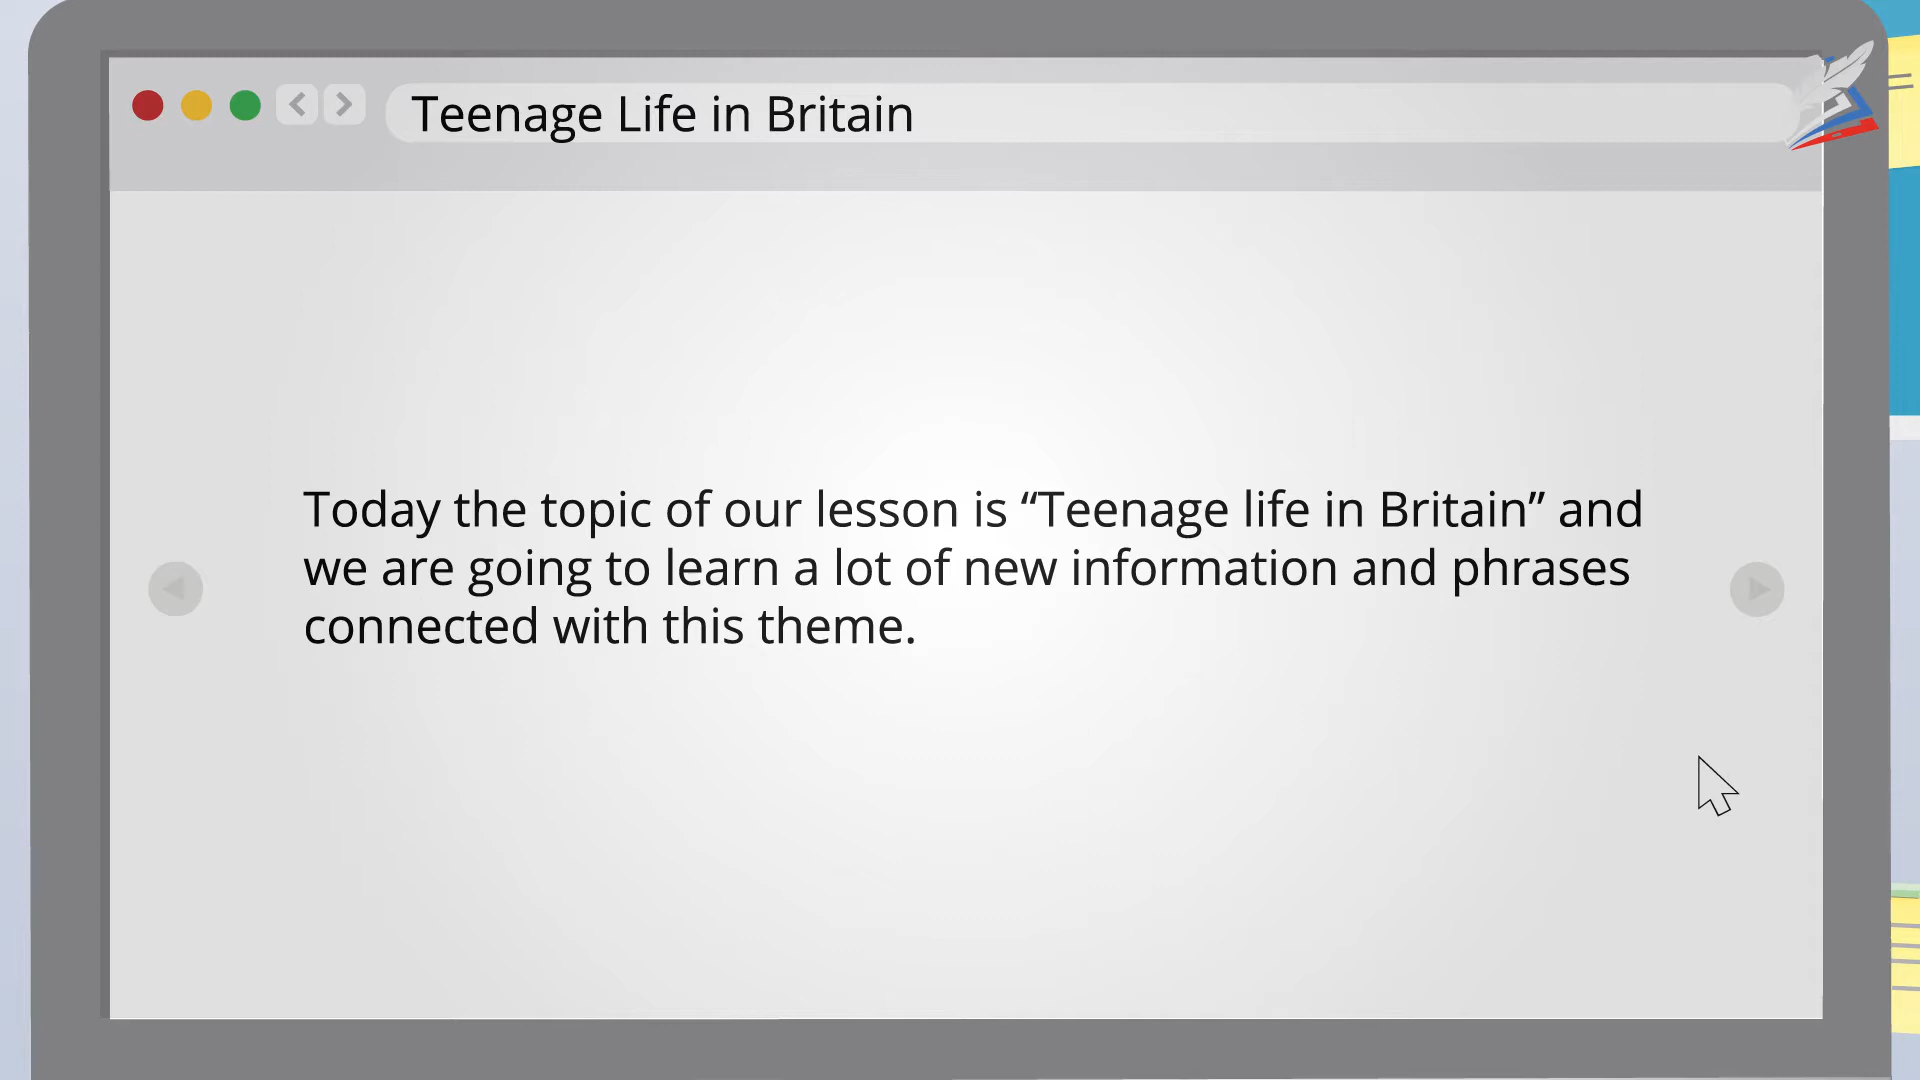 Teenage Life in Britain
Today the topic of our lesson is “Teenage life in Britain” and
we are going to learn a lot of new information and phrases
connected with this theme.